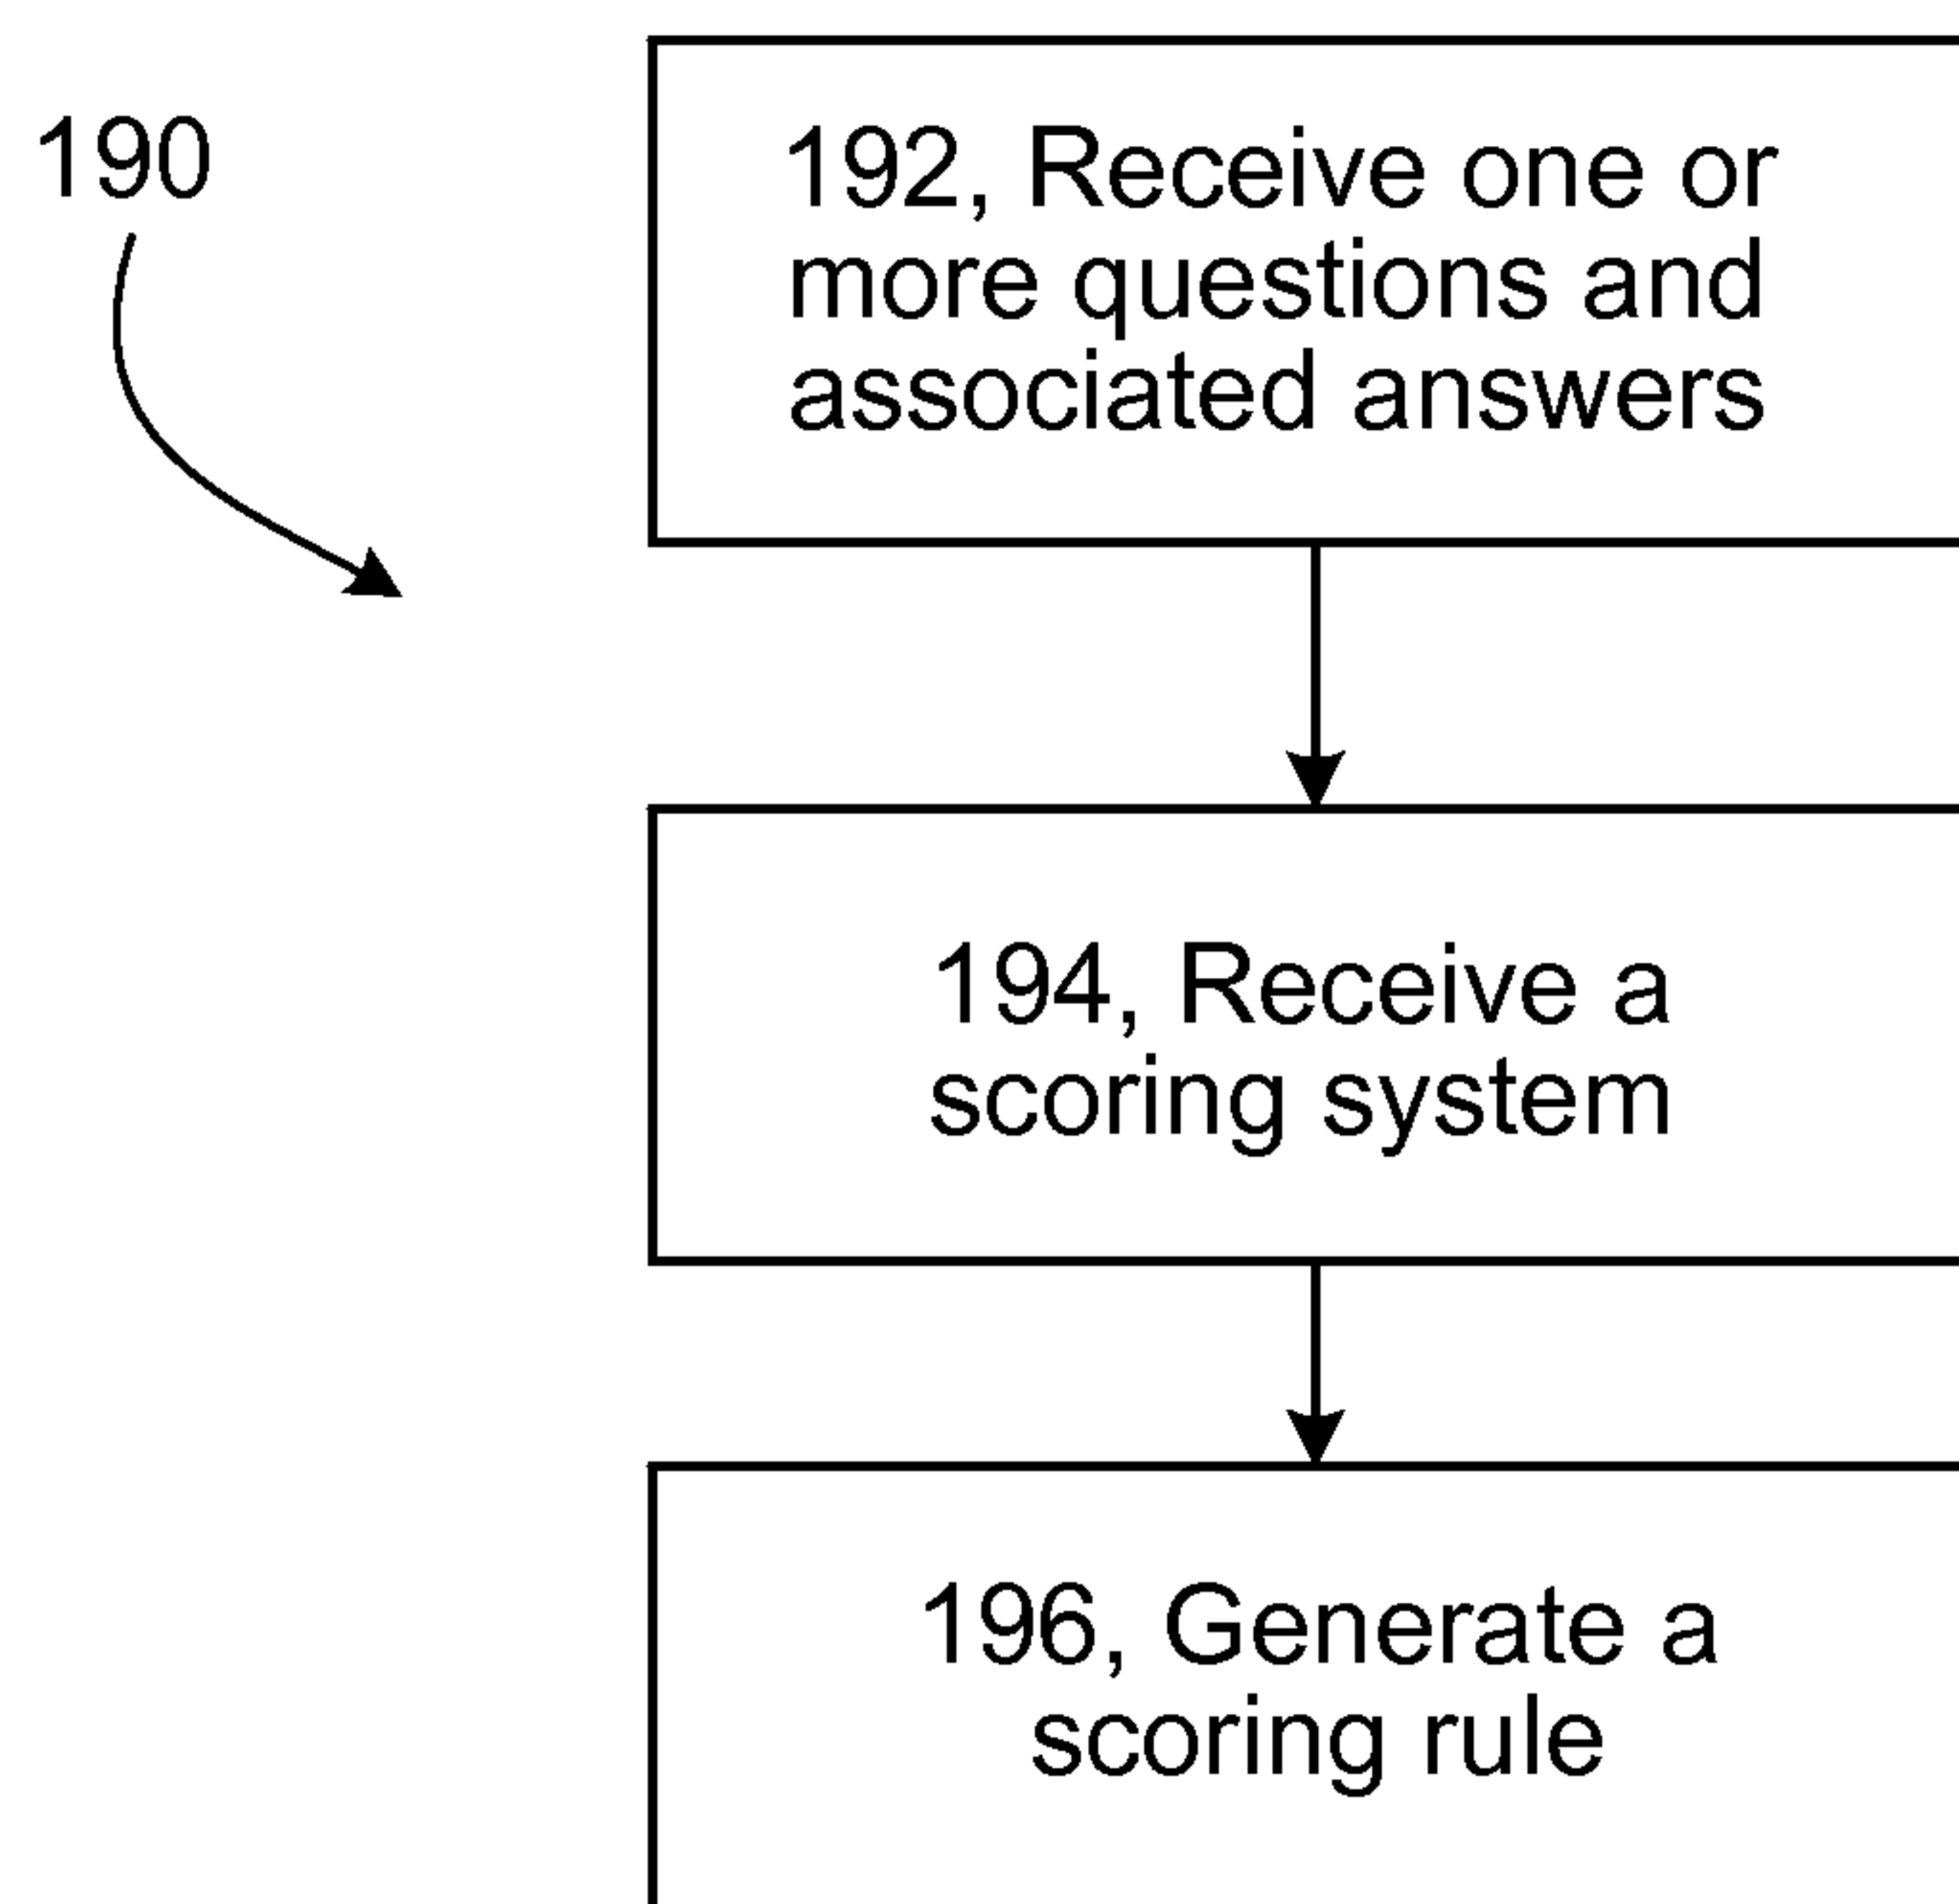 190
192, Receive one or
more questions and
associated answers
194, Receive a
scoring system
196, Generate a
scoring rule